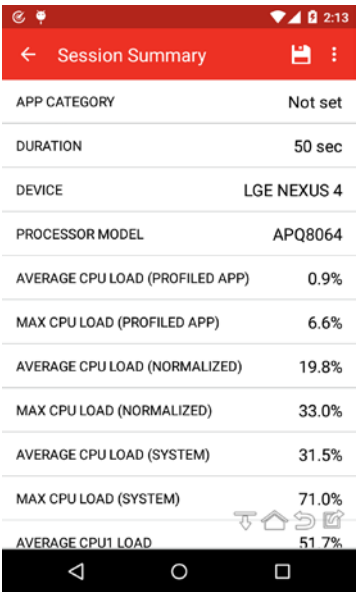 2:13
Session Summary
APP CATEGORY Not set
DURATION 50 sec
DEVICE LGE NEXUS 4
PROCESSOR MODEL APQ8064
AVERAGE CPU LOAD (PROFILED APP) 0.9%
MAX CPU LOAD (PROFILED APP) 6.6%
AVERAGE CPU LOAD (NORMALIZED) 19.8%
MAX CPU LOAD (NORMALIZED) 33.0%
AVERAGE CPU LOAD (SYSTEM) 31.5%
MAX CPU LOAD (SYSTEM) 71.0%
AVERAGE CPU1 LOAD 51.7%